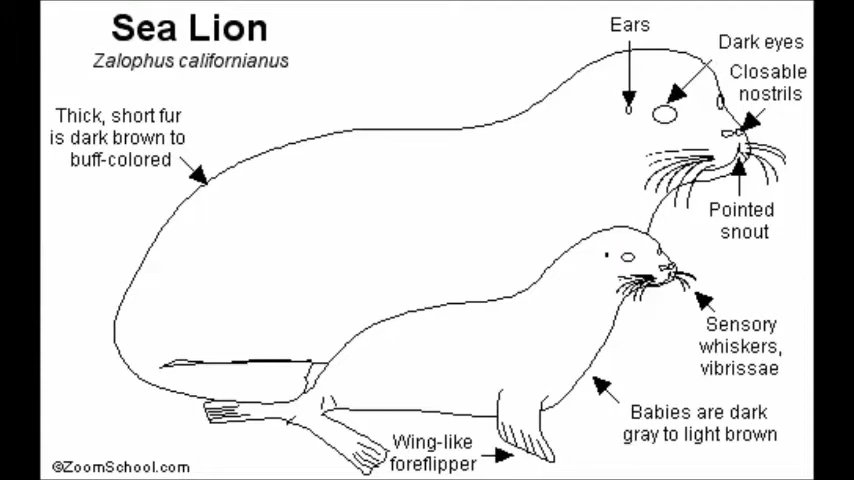 Sea Lion
Zalophus californianus
Ears
Dark eyes
Closable
nostrils
Thick, short fur
is dark brown to
buff-colored
Pointed
snout
Sensory
whiskers,
vibrissae
Babies are dark
gray to light brown
Wing-like
foreflipper
©ZoomSchool.com